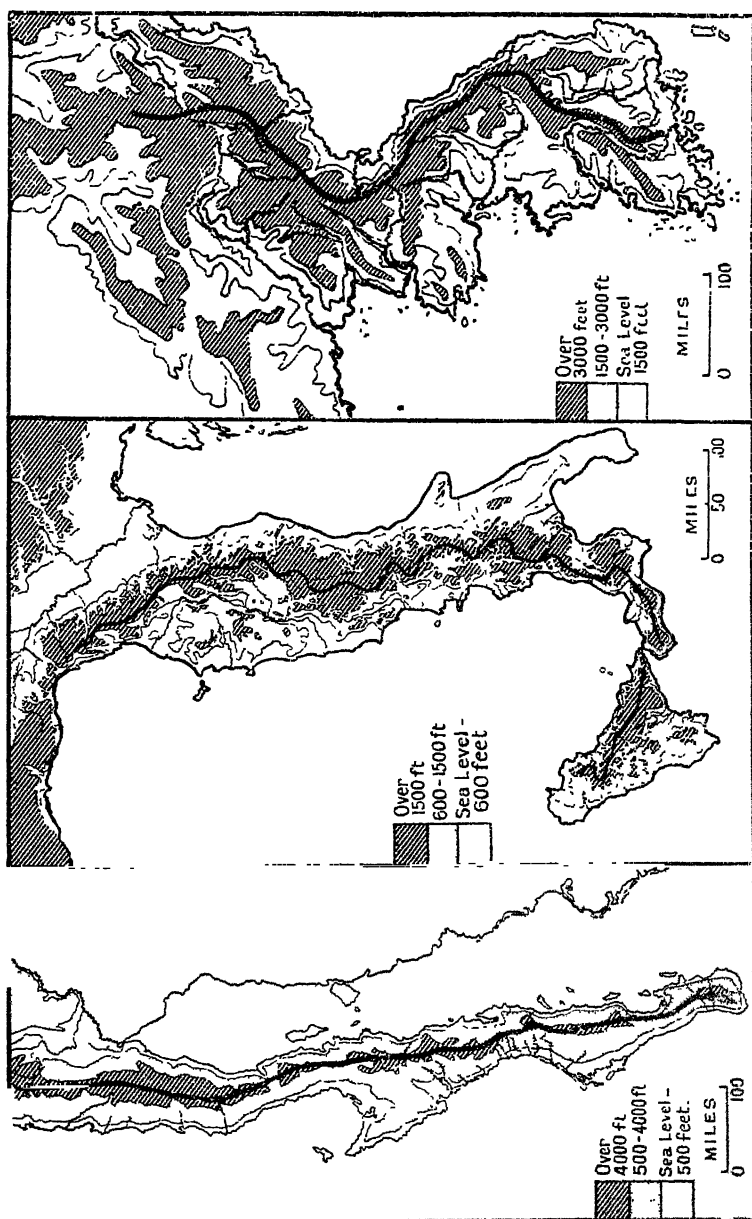 Over
3000 feet
1500-3000 ft
Sea Level
1500 feet
MILES
0 100
Over
1500 ft
600-1500 ft
Sea Level -
600 feet
MILES
0 50
Over
4000 ft
500-4000 ft
Sea Level -
500 feet.
MILES
0 100